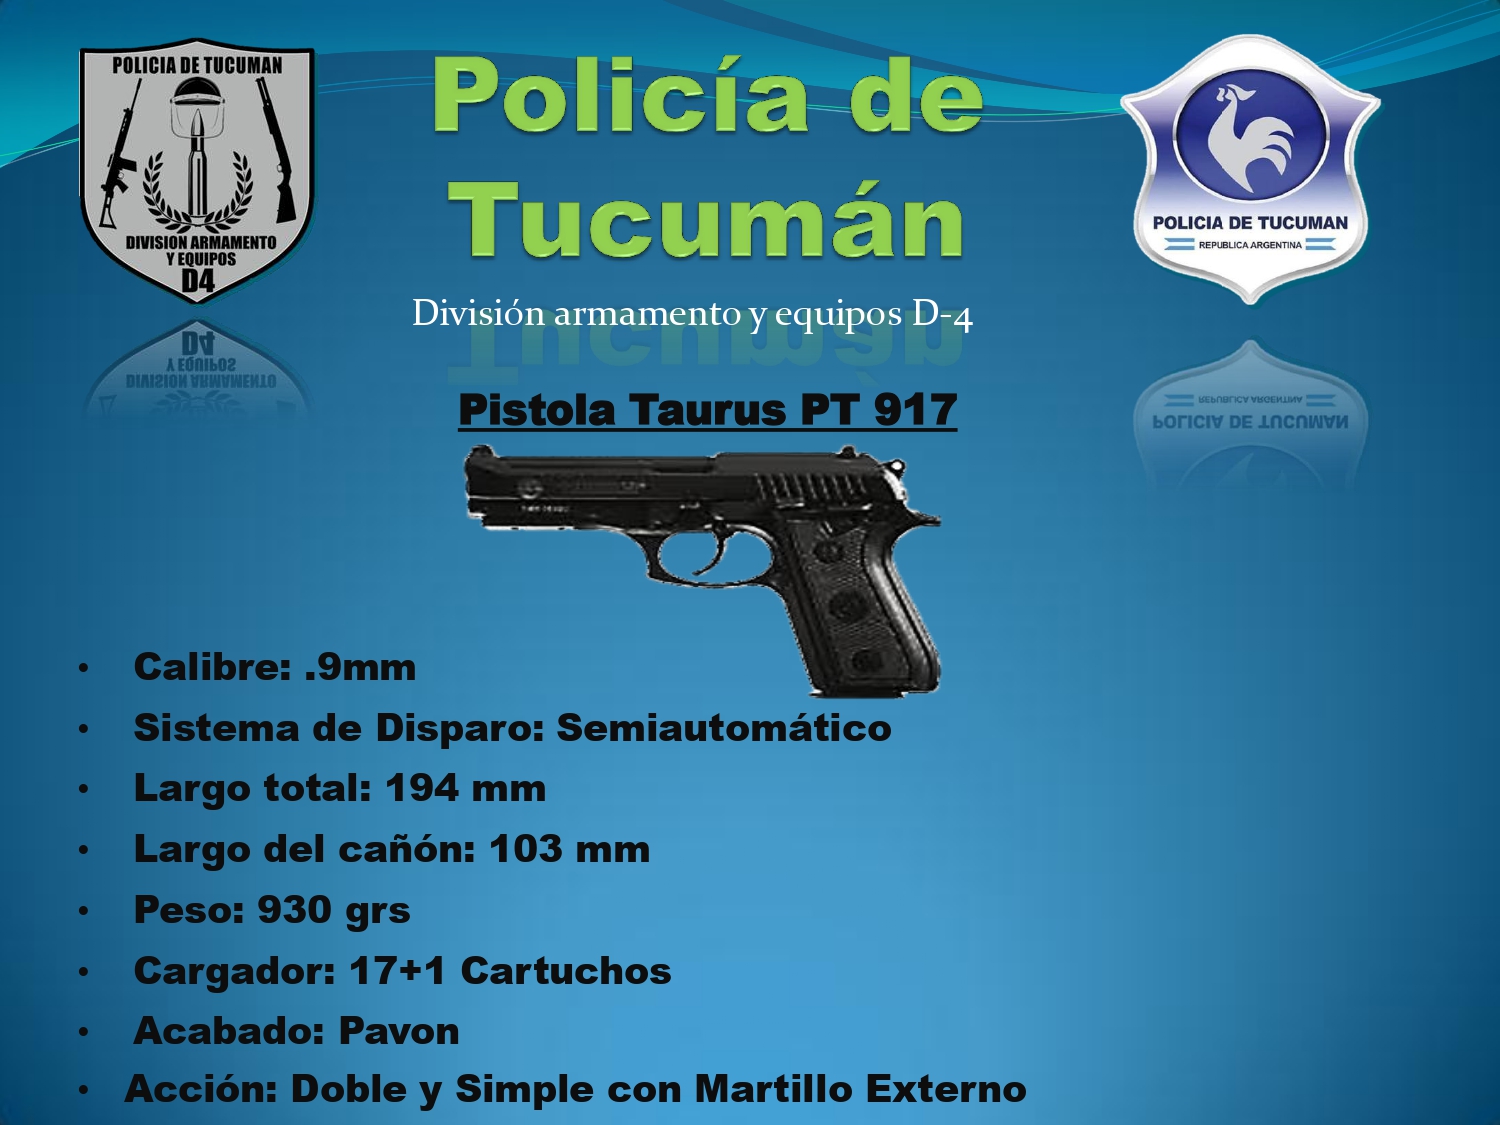 POLICIA DE TUCUMAN
DIVISION ARMAMENTO
Y EQUIPOS
D4
Policía de
Tucumán
POLICIA DE TUCUMAN
REPUBLICA ARGENTINA
División armamento y equipos D-4
Pistola Taurus PT 917
• Calibre: .9mm
• Sistema de Disparo: Semiautomático
• Largo total: 194 mm
• Largo del cañón: 103 mm
• Peso: 930 grs
• Cargador: 17+1 Cartuchos
• Acabado: Pavon
• Acción: Doble y Simple con Martillo Externo